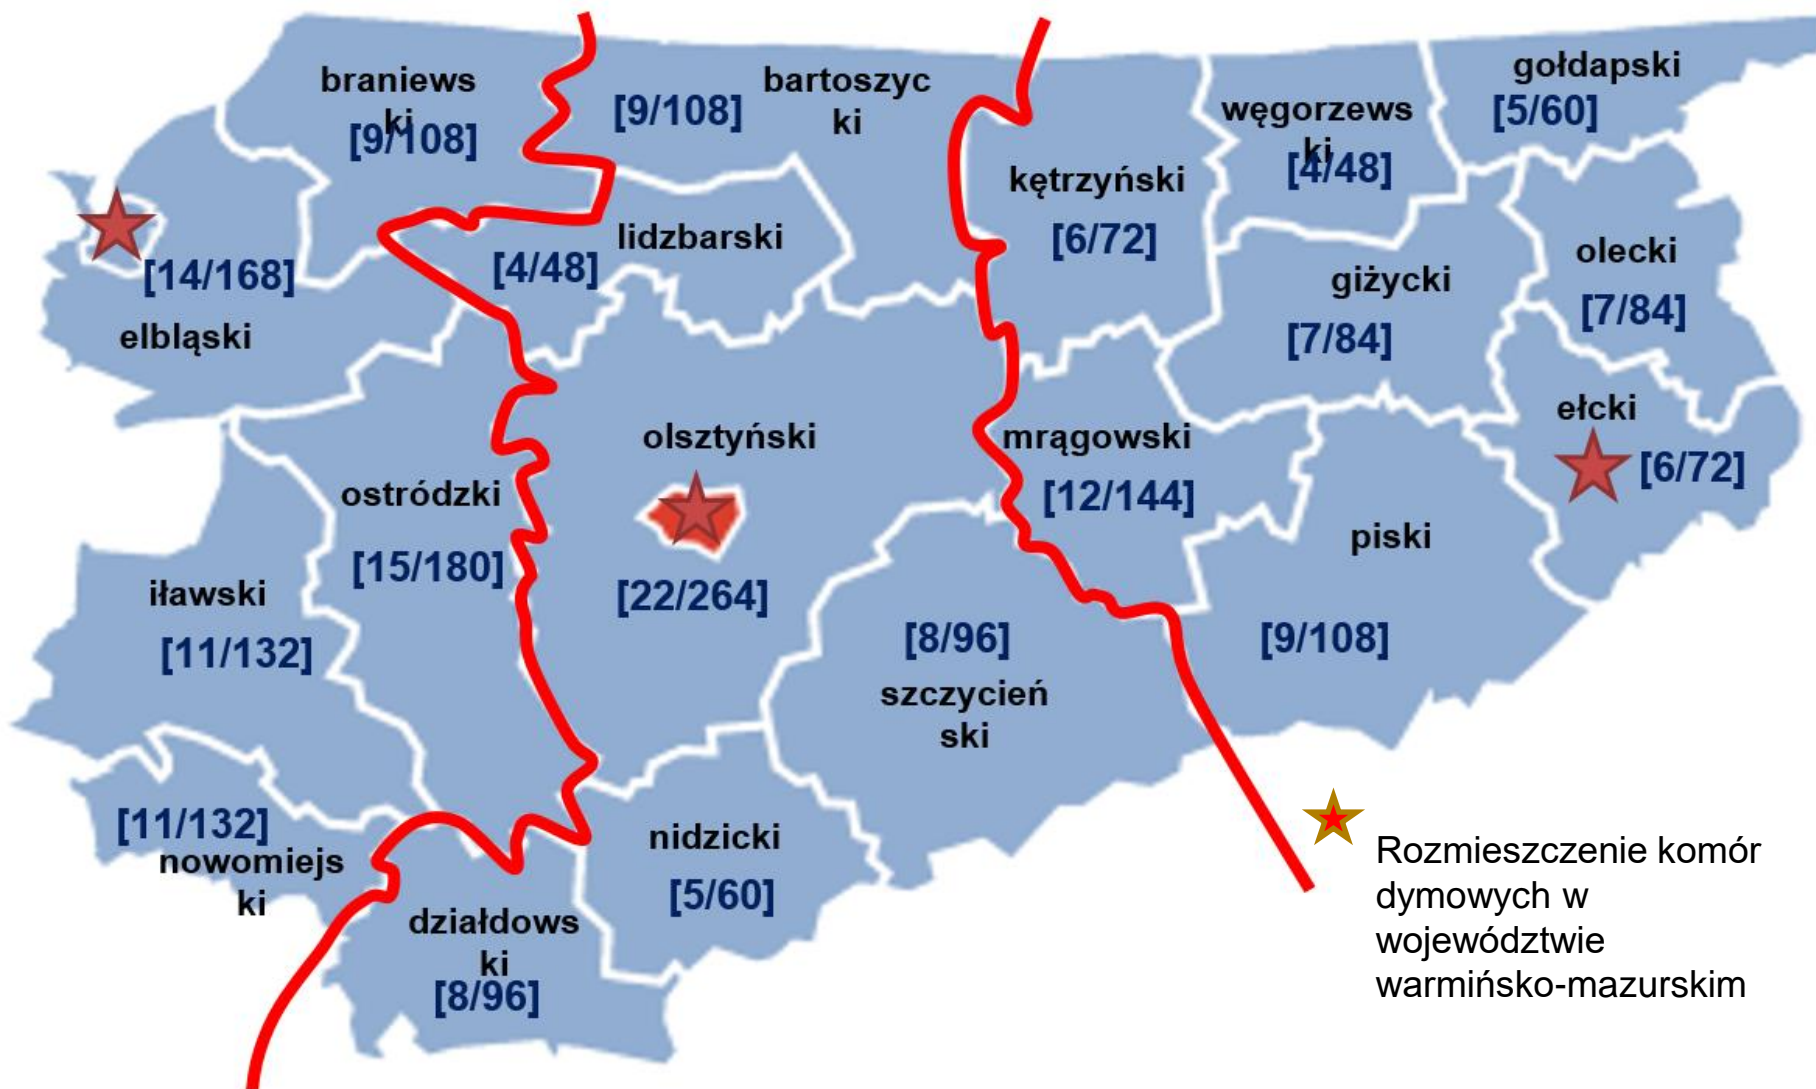 braniews
ki
[9/108]
[9/108]
bartoszyc
ki
gołdapski
[5/60]
węgorzews
ki
[4/48]
kętrzyński
[6/72]
lidzbarski
[4/48]
[14/168]
elbląski
giżycki
[7/84]
olecki
[7/84]
ełcki
[6/72]
olsztyński
[22/264]
mrągowski
[12/144]
ostródzki
[15/180]
piski
[9/108]
iławski
[11/132]
[8/96]
szczycień
ski
[11/132]
nowomiejs
ki
nidzicki
[5/60]
działdows
ki
[8/96]
Rozmieszczenie komór
dymowych w
województwie
warmińsko-mazurskim